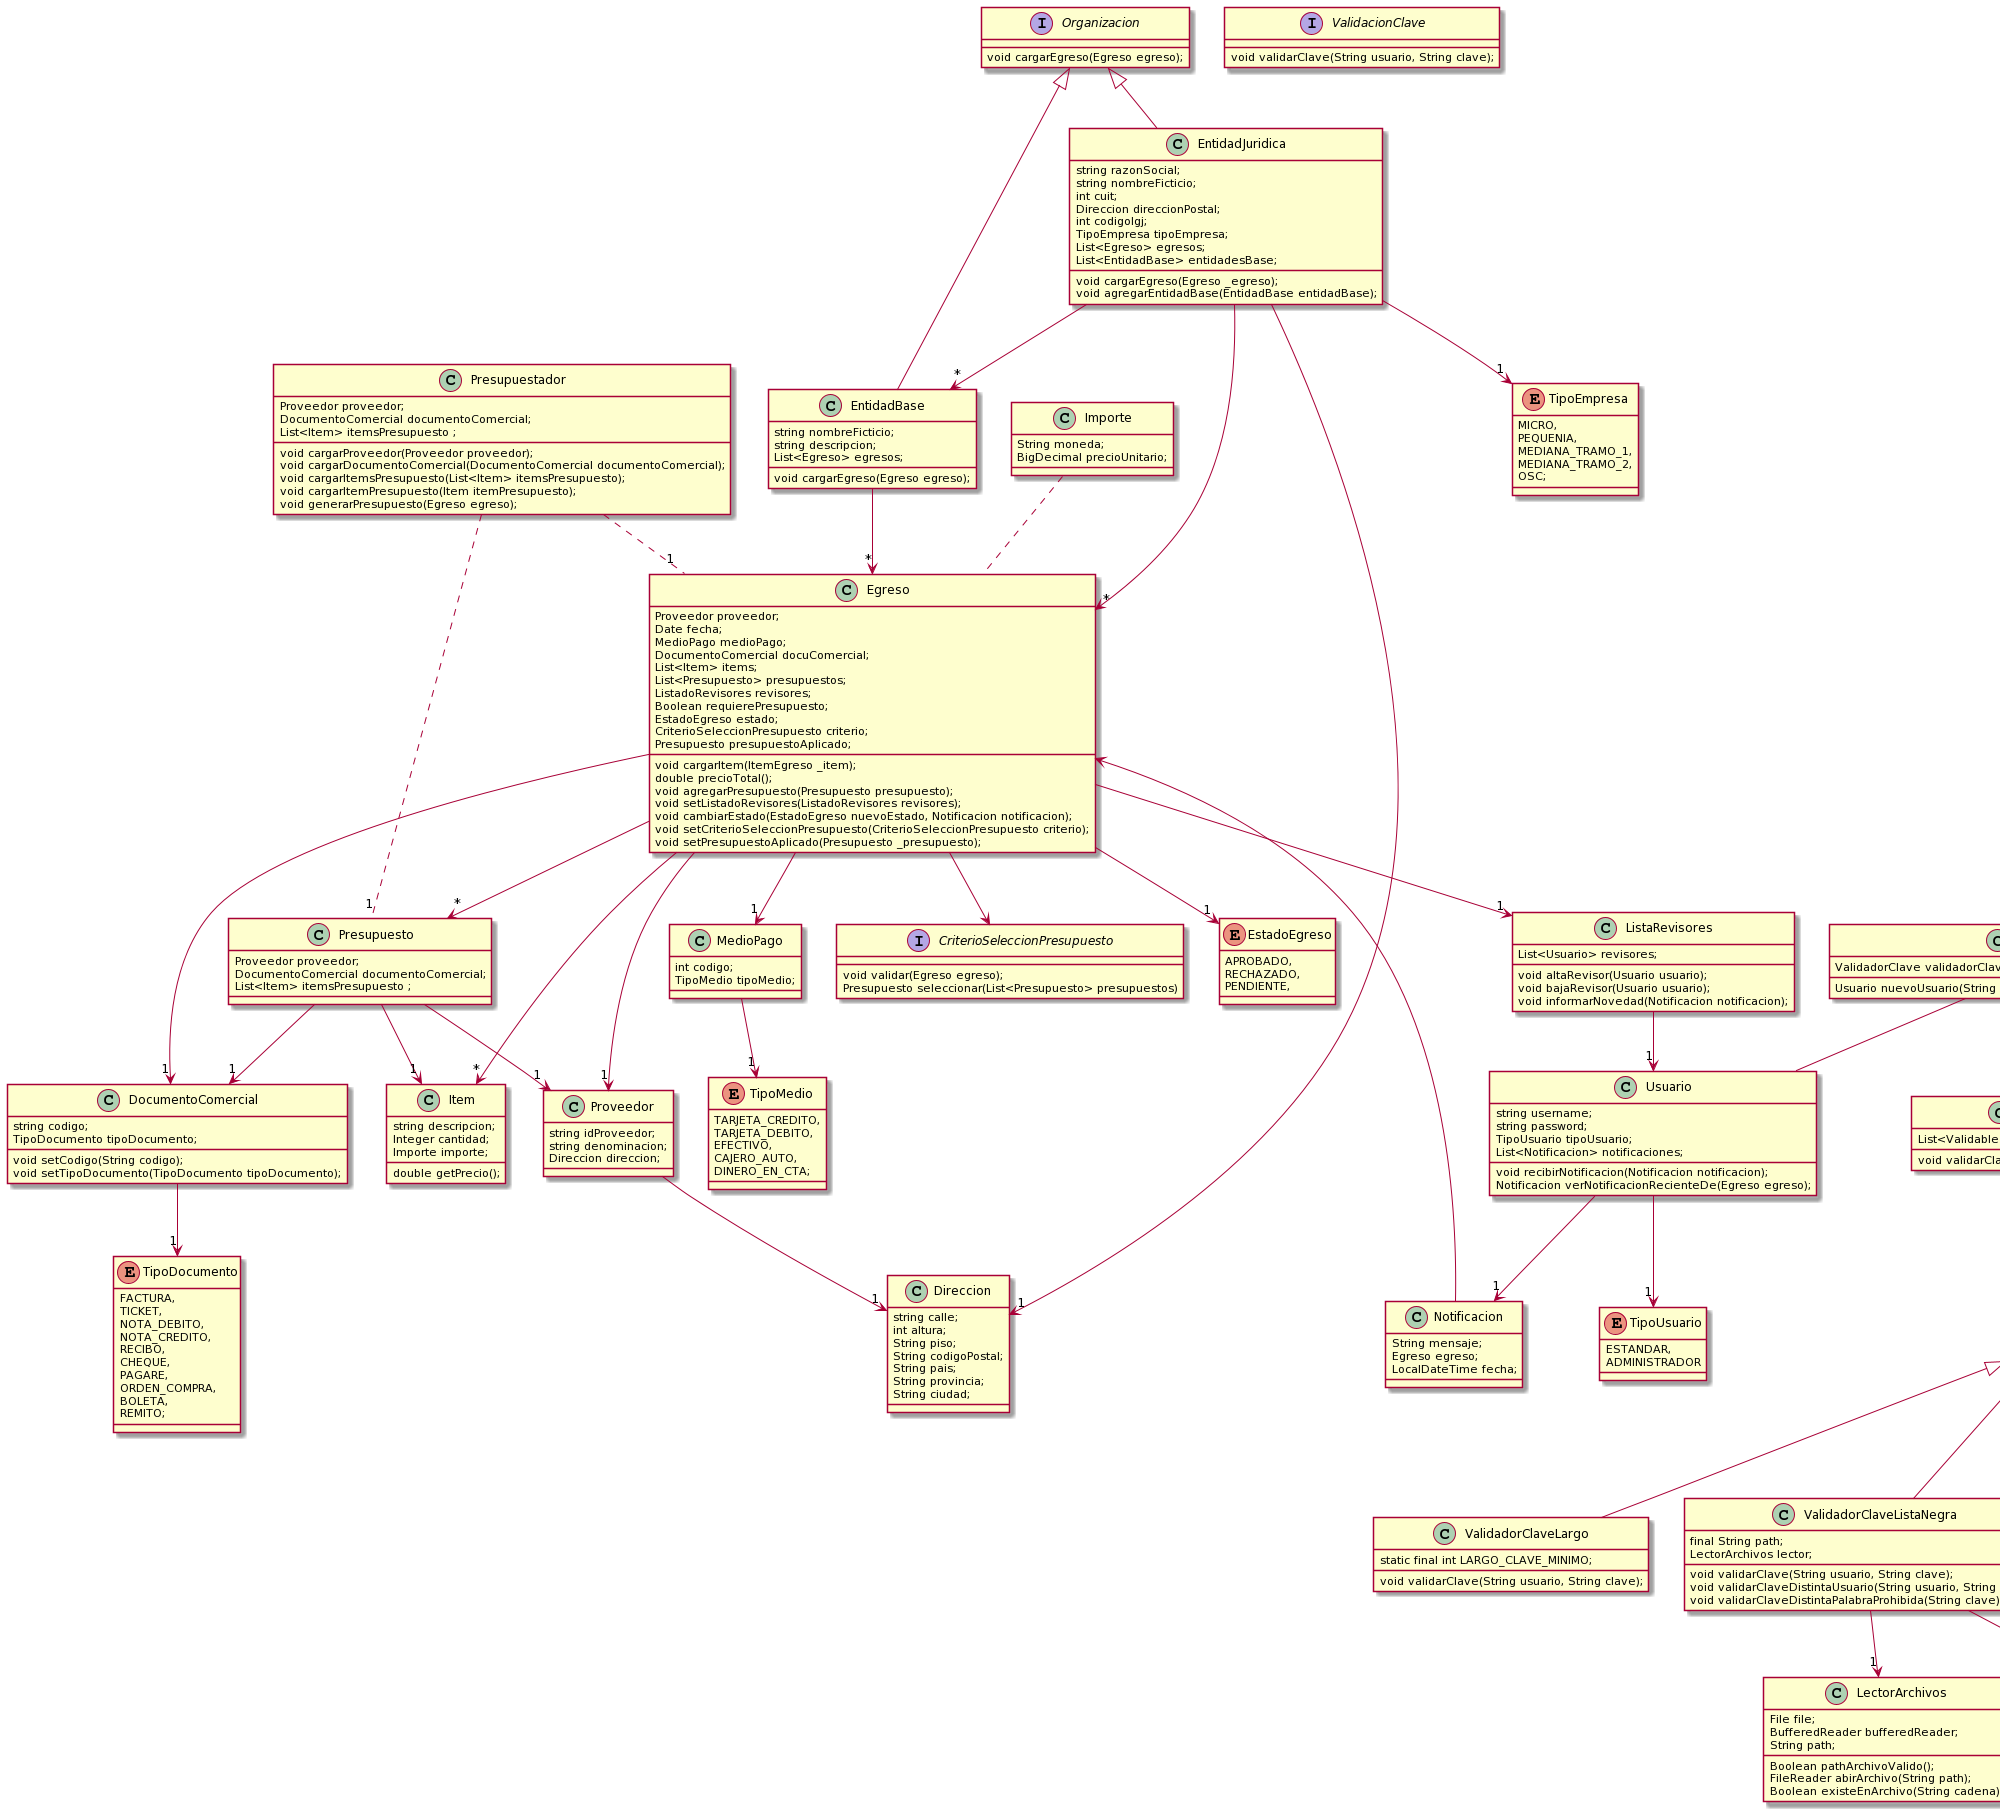 I Organizacion
void cargarEgreso(Egreso egreso);
I ValidacionClave
void validarClave(String usuario, String clave);
C EntidadJuridica
string razonSocial;
string nombreFicticio;
int cuit;
Direccion direccionPostal;
int codigoIgj;
TipoEmpresa tipoEmpresa;
List<Egreso> egresos;
List<EntidadBase> entidadesBase;
void cargarEgreso(Egreso _egreso);
void agregarEntidadBase(EntidadBase entidadBase);
C Presupuestador
Proveedor proveedor;
DocumentoComercial documentoComercial;
List<Item> itemsPresupuesto ;
void cargarProveedor(Proveedor proveedor);
void cargarDocumentoComercial(DocumentoComercial documentoComercial);
void cargarItemsPresupuesto(List<Item> itemsPresupuesto);
void cargarItemPresupuesto(Item itemPresupuesto);
void generarPresupuesto(Egreso egreso);
*
C EntidadBase
string nombreFicticio;
string descripcion;
List<Egreso> egresos;
void cargarEgreso(Egreso egreso);
C Importe
String moneda;
BigDecimal precioUnitario;
1
E TipoEmpresa
MICRO,
PEQUENIA,
MEDIANA_TRAMO_1,
MEDIANA_TRAMO_2,
OSC;
1
*
*
C Egreso
Proveedor proveedor;
Date fecha;
MedioPago medioPago;
DocumentoComercial docuComercial;
List<Item> items;
List<Presupuesto> presupuestos;
ListadoRevisores revisores;
Boolean requierePresupuesto;
EstadoEgreso estado;
CriterioSeleccionPresupuesto criterio;
Presupuesto presupuestoAplicado;
void cargarItem(ItemEgreso _item);
double precioTotal();
void agregarPresupuesto(Presupuesto presupuesto);
void setListadoRevisores(ListadoRevisores revisores);
void cambiarEstado(EstadoEgreso nuevoEstado, Notificacion notificacion);
void setCriterioSeleccionPresupuesto(CriterioSeleccionPresupuesto criterio);
void setPresupuestoAplicado(Presupuesto _presupuesto);
1
*
C Presupuesto
Proveedor proveedor;
DocumentoComercial documentoComercial;
List<Item> itemsPresupuesto ;
1
C MedioPago
int codigo;
TipoMedio tipoMedio;
I CriterioSeleccionPresupuesto
void validar(Egreso egreso);
Presupuesto seleccionar(List<Presupuesto> presupuestos)
1
E EstadoEgreso
APROBADO,
RECHAZADO,
PENDIENTE,
1
C ListaRevisores
List<Usuario> revisores;
void altaRevisor(Usuario usuario);
void bajaRevisor(Usuario usuario);
void informarNovedad(Notificacion notificacion);
C
ValidadorClave validadorClav
Usuario nuevoUsuario(String
1
1
C DocumentoComercial
string codigo;
TipoDocumento tipoDocumento;
void setCodigo(String codigo);
void setTipoDocumento(TipoDocumento tipoDocumento);
1
*
C Item
string descripcion;
Integer cantidad;
Importe importe;
double getPrecio();
1
1
C Proveedor
string idProveedor;
string denominacion;
Direccion direccion;
1
E TipoMedio
TARJETA_CREDITO,
TARJETA_DEBITO,
EFECTIVO,
CAJERO_AUTO,
DINERO_EN_CTA;
1
C Usuario
string username;
string password;
TipoUsuario tipoUsuario;
List<Notificacion> notificaciones;
void recibirNotificacion(Notificacion notificacion);
Notificacion verNotificacionRecienteDe(Egreso egreso);
C
List<Validable
void validarCla
1
E TipoDocumento
FACTURA,
TICKET,
NOTA_DEBITO,
NOTA_CREDITO,
RECIBO,
CHEQUE,
PAGARE,
ORDEN_COMPRA,
BOLETA,
REMITO;
1
1
C Direccion
string calle;
int altura;
String piso;
String codigoPostal;
String pais;
String provincia;
String ciudad;
1
C Notificacion
String mensaje;
Egreso egreso;
LocalDateTime fecha;
1
E TipoUsuario
ESTANDAR,
ADMINISTRADOR
C ValidadorClaveLargo
static final int LARGO_CLAVE_MINIMO;
void validarClave(String usuario, String clave);
C ValidadorClaveListaNegra
final String path;
LectorArchivos lector;
void validarClave(String usuario, String clave);
void validarClaveDistintaUsuario(String usuario, String
void validarClaveDistintaPalabraProhibida(String clave)
1
C LectorArchivos
File file;
BufferedReader bufferedReader;
String path;
Boolean pathArchivoValido();
FileReader abirArchivo(String path);
Boolean existeEnArchivo(String cadena)